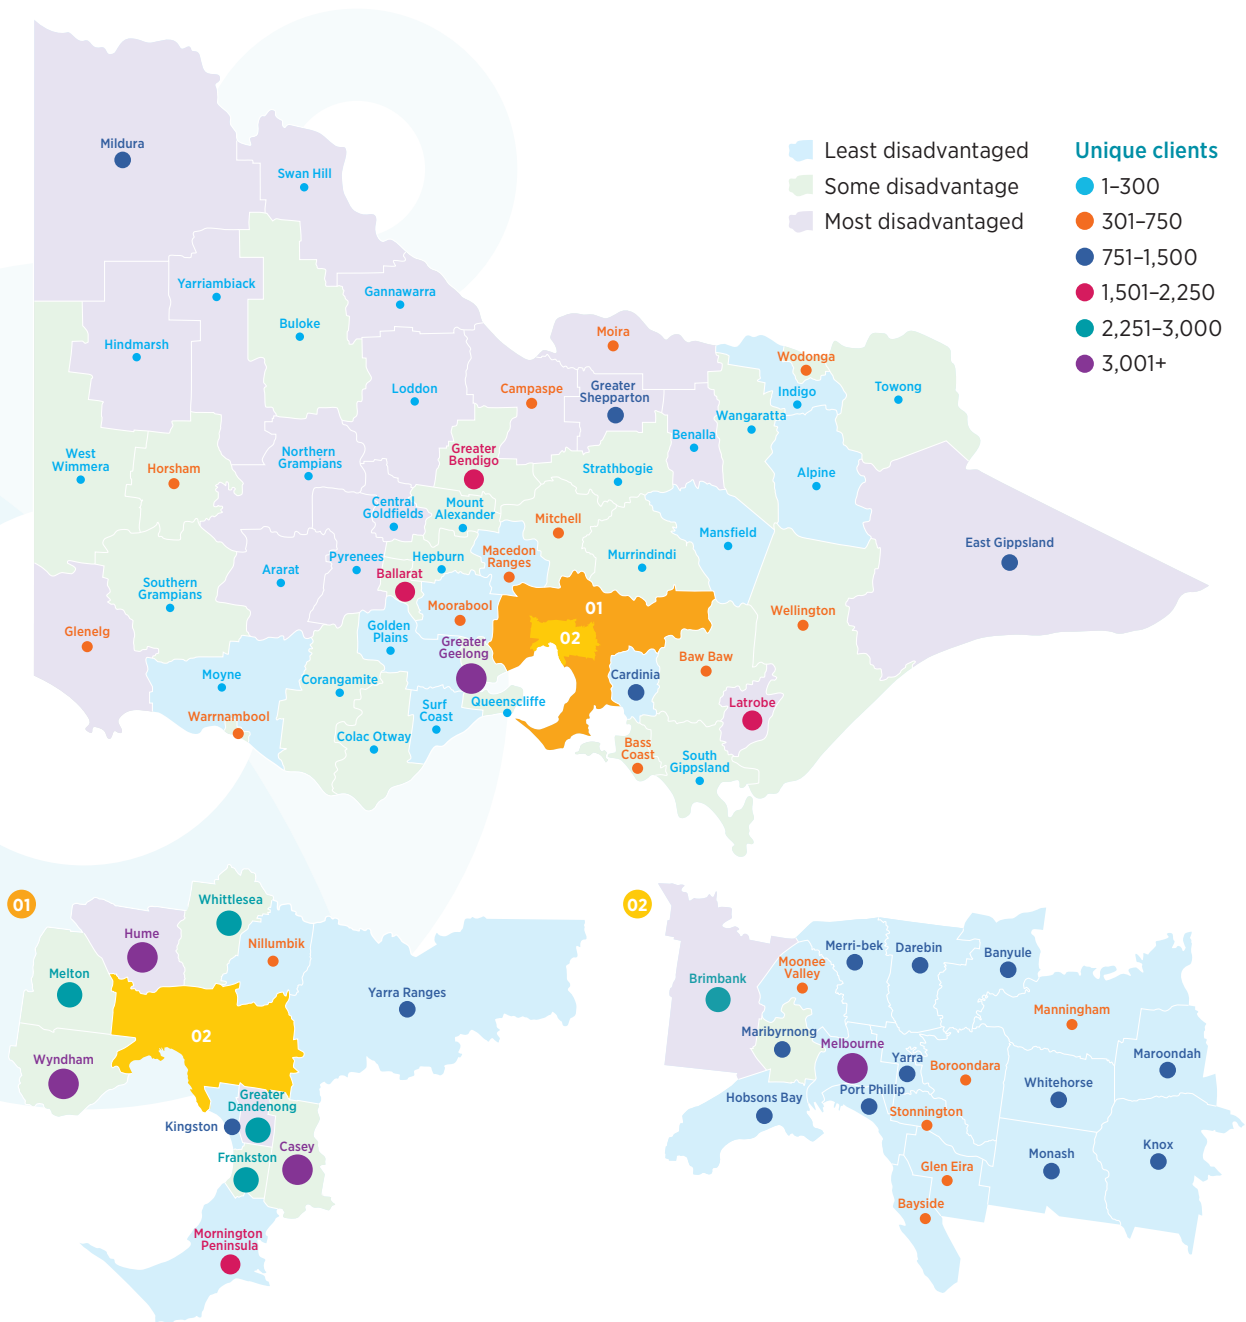 Least disadvantaged
Some disadvantage
Most disadvantaged
Unique clients
1–300
301–750
751–1,500
1,501–2,250
2,251–3,000
3,001+
Mildura
Swan Hill
Yarriambiack
Gannawarra
Buloke
Hindmarsh
Moira
Wodonga
Loddon
Campaspe
Greater
Shepparton
Indigo
Towong
Wangaratta
Benalla
West
Wimmera
Horsham
Northern
Grampians
Greater
Bendigo
Strathbogie
Alpine
Central
Goldfields
Mount
Alexander
Mitchell
Mansfield
East Gippsland
Pyrenees
Hepburn
Macedon
Ranges
Murrindindi
Ararat
Ballarat
Southern
Grampians
Moorabool
01
Wellington
Glenelg
Golden
Plains
02
Greater
Geelong
Baw Baw
Cardinia
Moyne
Corangamite
Queenscliffe
Latrobe
Surf
Coast
Warrnambool
Colac Otway
Bass
Coast
South
Gippsland
01
Whittlesea
Hume
Nillumbik
Melton
Yarra Ranges
02
Wyndham
Greater
Dandenong
Kingston
Casey
Frankston
Mornington
Peninsula
02
Merri-bek
Darebin
Banyule
Moonee
Valley
Brimbank
Manningham
Maribyrnong
Melbourne
Yarra
Boroondara
Maroondah
Whitehorse
Port Phillip
Hobsons Bay
Stonnington
Knox
Monash
Glen Eira
Bayside